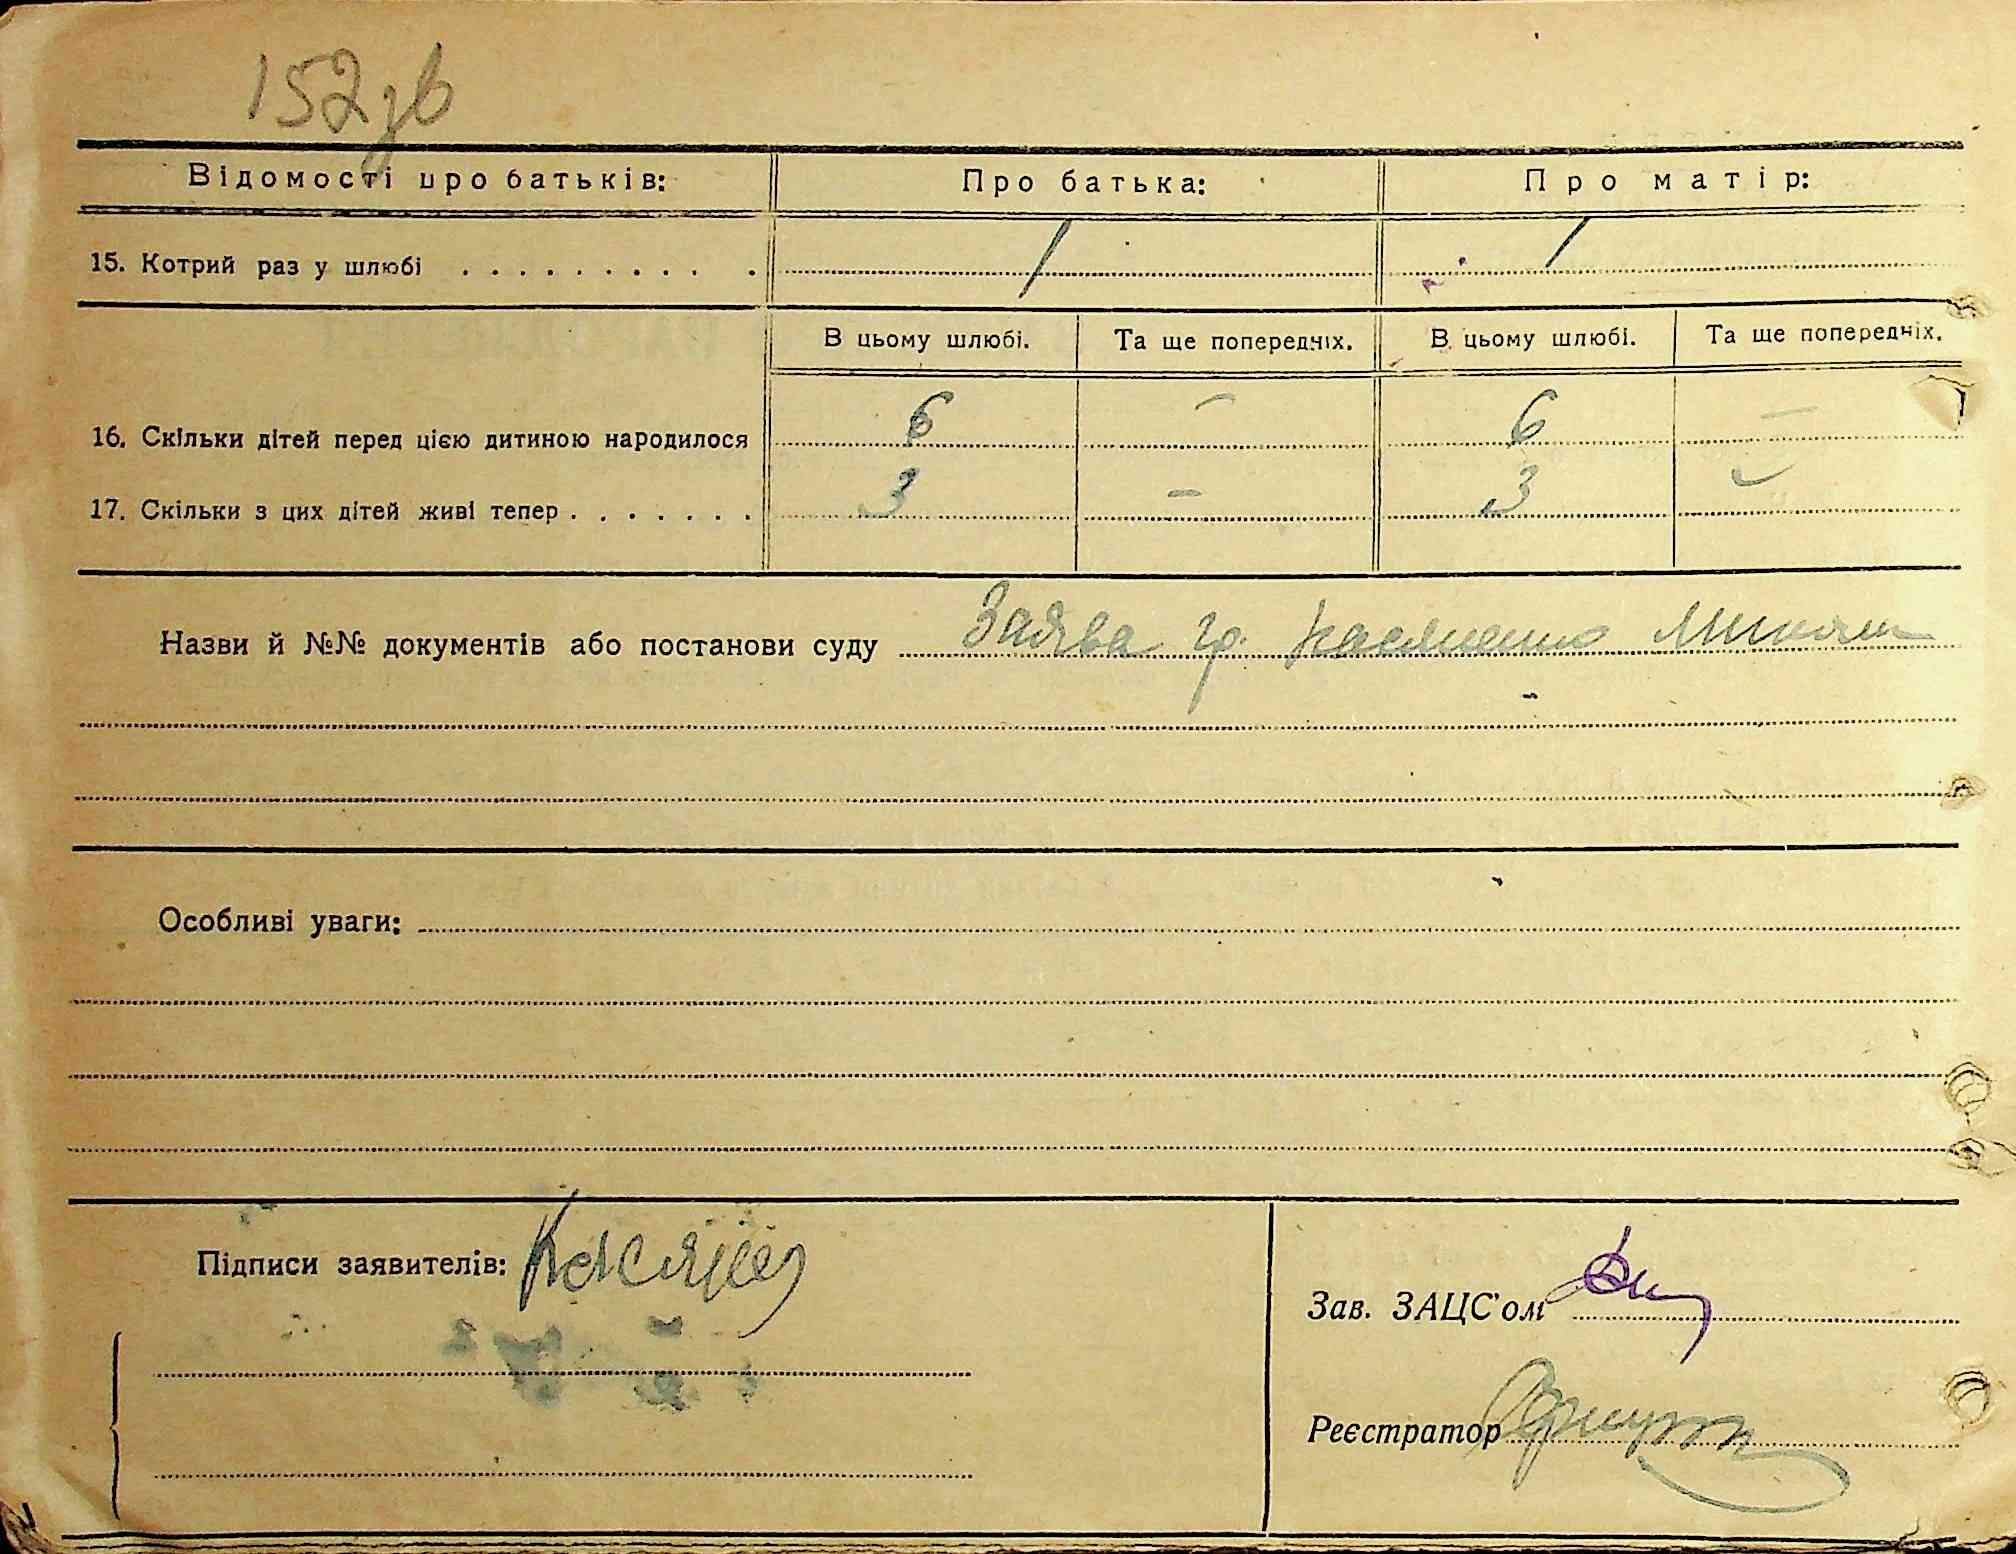 152зв
Відомості про батьків: Про батька: Про матір:
15. Котрий раз у шлюбі . . . . . . . . . . 1 1
В цьому шлюбі. Та ще попередніх. В цьому шлюбі. Та ще попередніх.
16. Скільки дітей перед цією дитиною народилося 6 – 6 –
17. Скільки з цих дітей живі тепер . . . . . . . 3 – 3 –
Назви й №№ документів або постанови суду Заява гр. Касяненко
Особливі уваги:
Підписи заявителів: Касянен
Зав. ЗАЦС'ом
Реєстратор